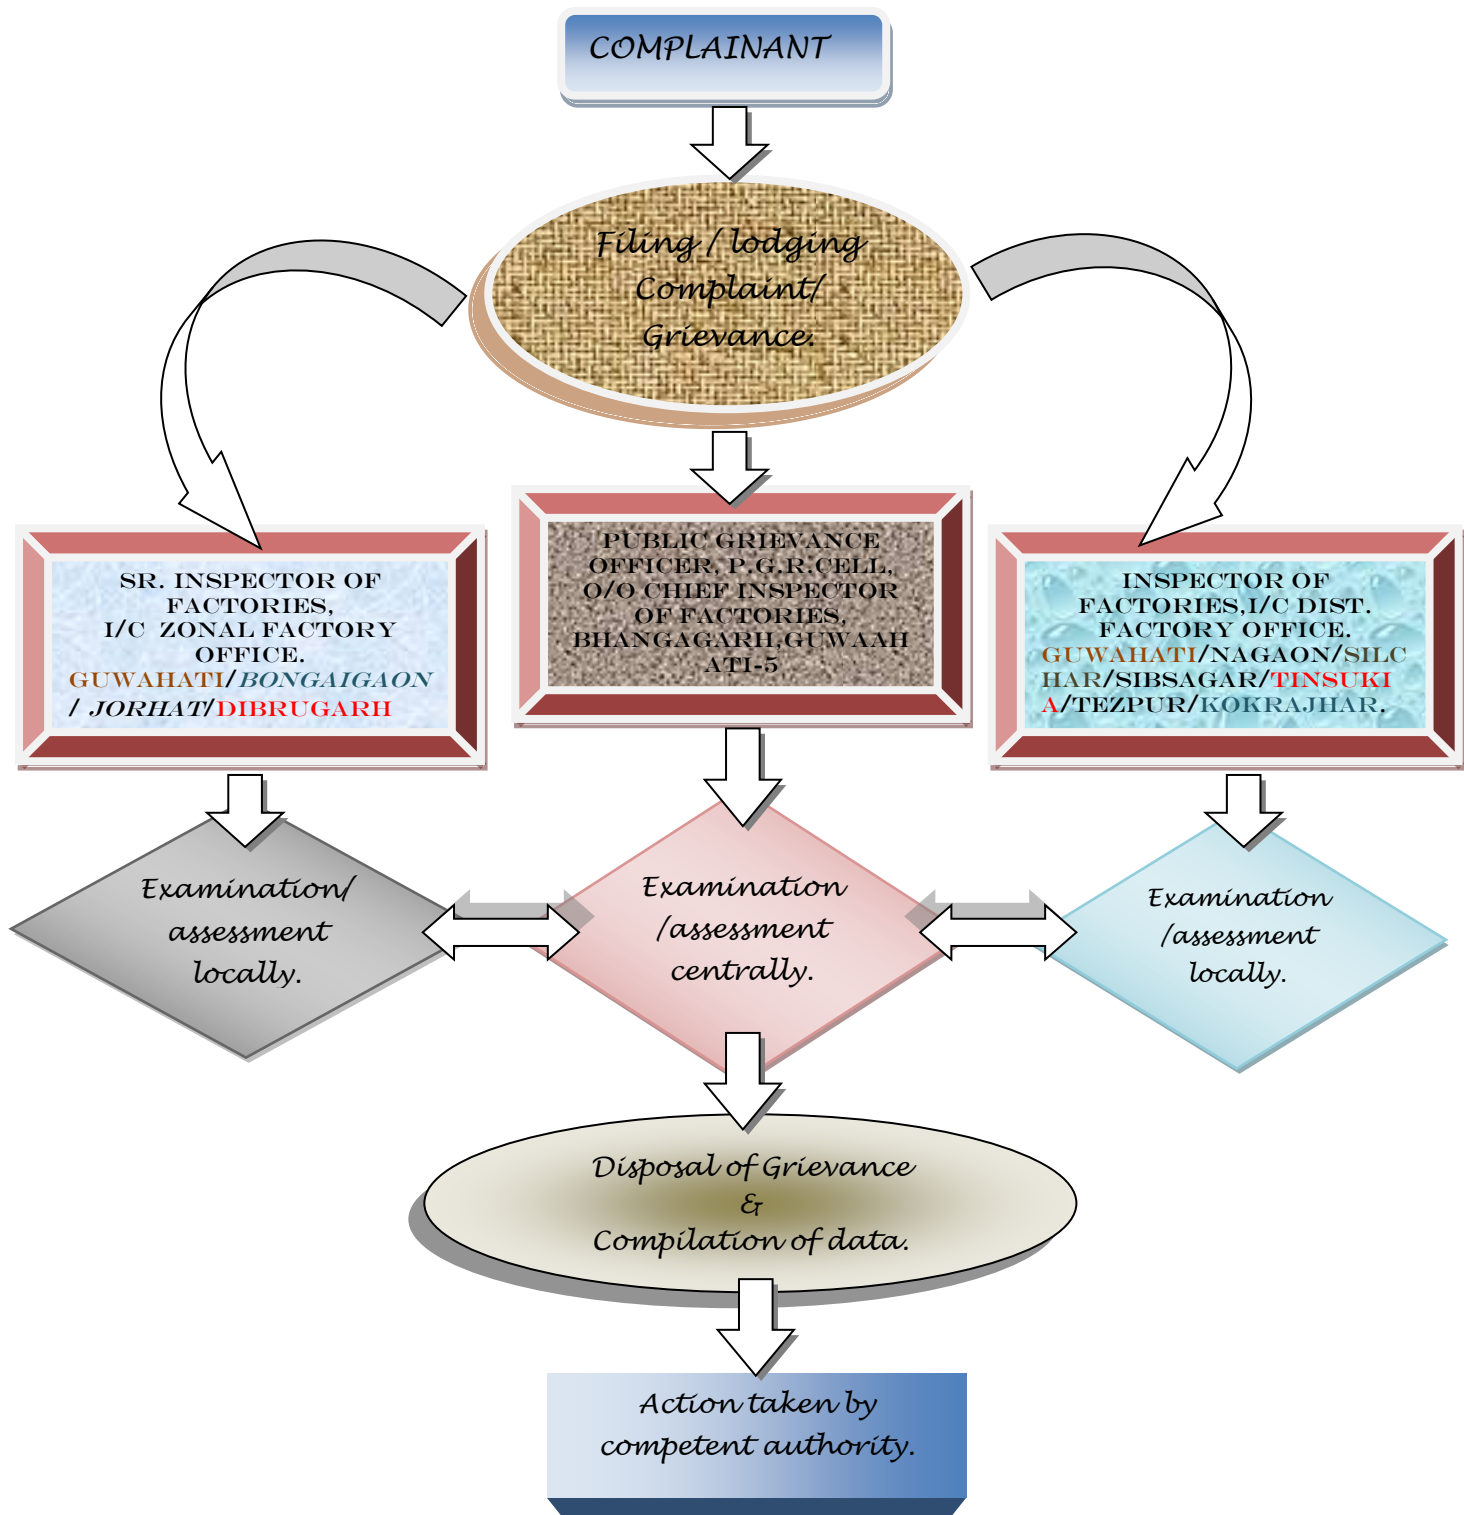 COMPLAINANT
Filing / lodging
Complaint/
Grievance.
SR. INSPECTOR OF
FACTORIES,
I/C ZONAL FACTORY
OFFICE.
GUWAHATI/BONGAIGAON
/ JORHAT/DIBRUGARH
PUBLIC GRIEVANCE
OFFICER, P.G.R.CELL,
O/O CHIEF INSPECTOR
OF FACTORIES,
BHANGAGARH,GUWAAH
ATI-5
INSPECTOR OF
FACTORIES,I/C DIST.
FACTORY OFFICE.
GUWAHATI/NAGAON/SILC
HAR/SIBSAGAR/TINSUKI
A/TEZPUR/KOKRAJHAR.
Examination/
assessment
locally.
Examination
/assessment
centrally.
Examination
/assessment
locally.
Disposal of Grievance
&
Compilation of data.
Action taken by
competent authority.